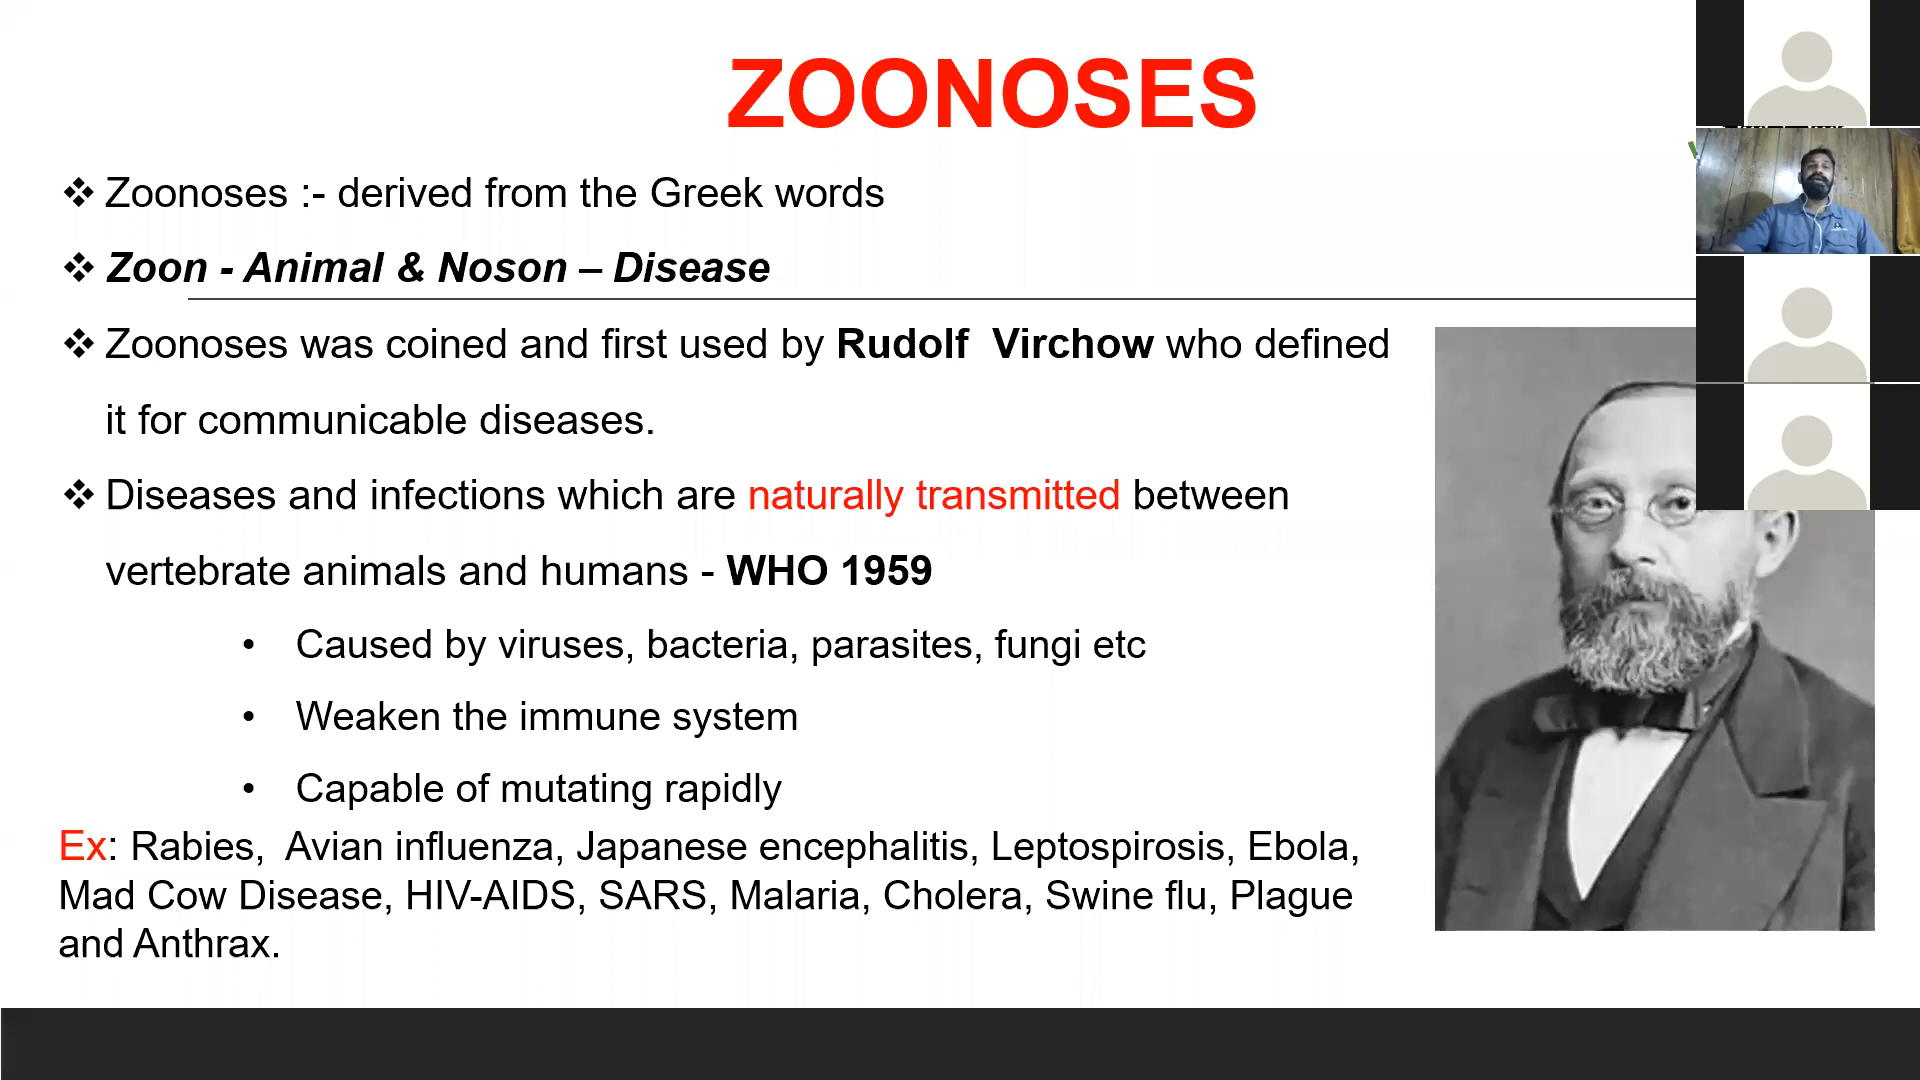 ZOONOSES
❖ Zoonoses :- derived from the Greek words
❖ Zoon - Animal & Noson – Disease
❖ Zoonoses was coined and first used by Rudolf Virchow who defined
it for communicable diseases.
❖ Diseases and infections which are naturally transmitted between
vertebrate animals and humans - WHO 1959
• Caused by viruses, bacteria, parasites, fungi etc
• Weaken the immune system
• Capable of mutating rapidly
Ex: Rabies, Avian influenza, Japanese encephalitis, Leptospirosis, Ebola,
Mad Cow Disease, HIV-AIDS, SARS, Malaria, Cholera, Swine flu, Plague
and Anthrax.